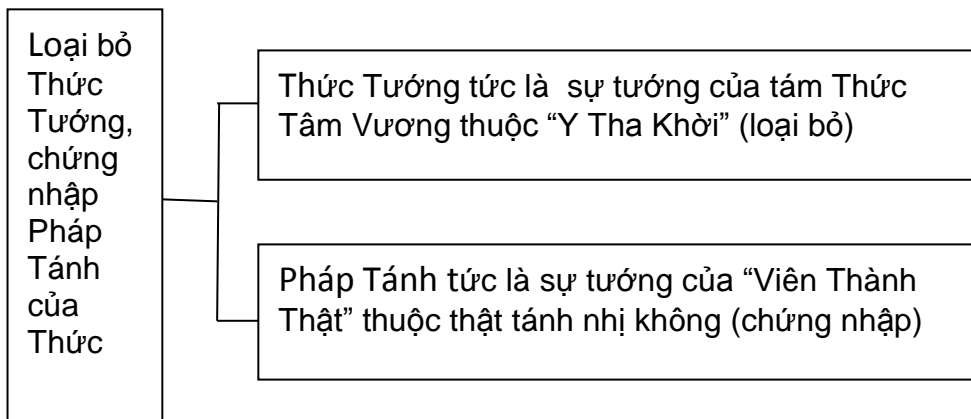 Loại bỏ
Thức
Tướng,
chứng
nhập
Pháp
Tánh
của
Thức
Thức Tướng tức là sự tướng của tám Thức
Tâm Vương thuộc “Y Tha Khời” (loại bỏ)
Pháp Tánh tức là sự tướng của “Viên Thành
Thật” thuộc thật tánh nhị không (chứng nhập)